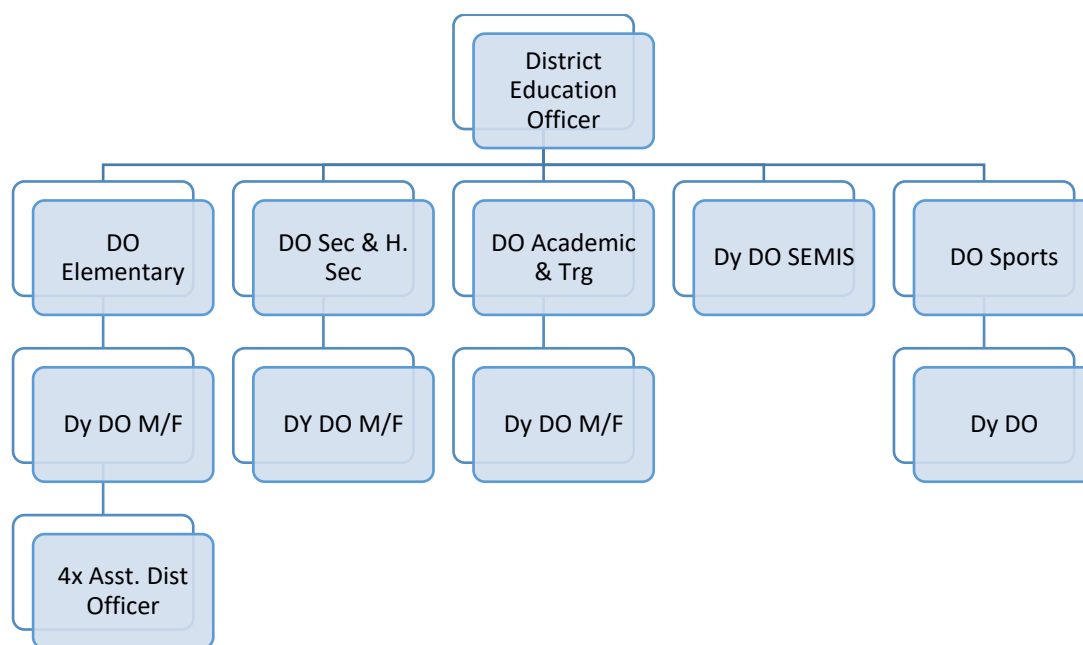 District
Education
Officer
DO
Elementary
DO Sec & H.
Sec
DO Academic
& Trg
Dy DO SEMIS
DO Sports
Dy DO M/F
DY DO M/F
Dy DO M/F
Dy DO
4x Asst. Dist
Officer